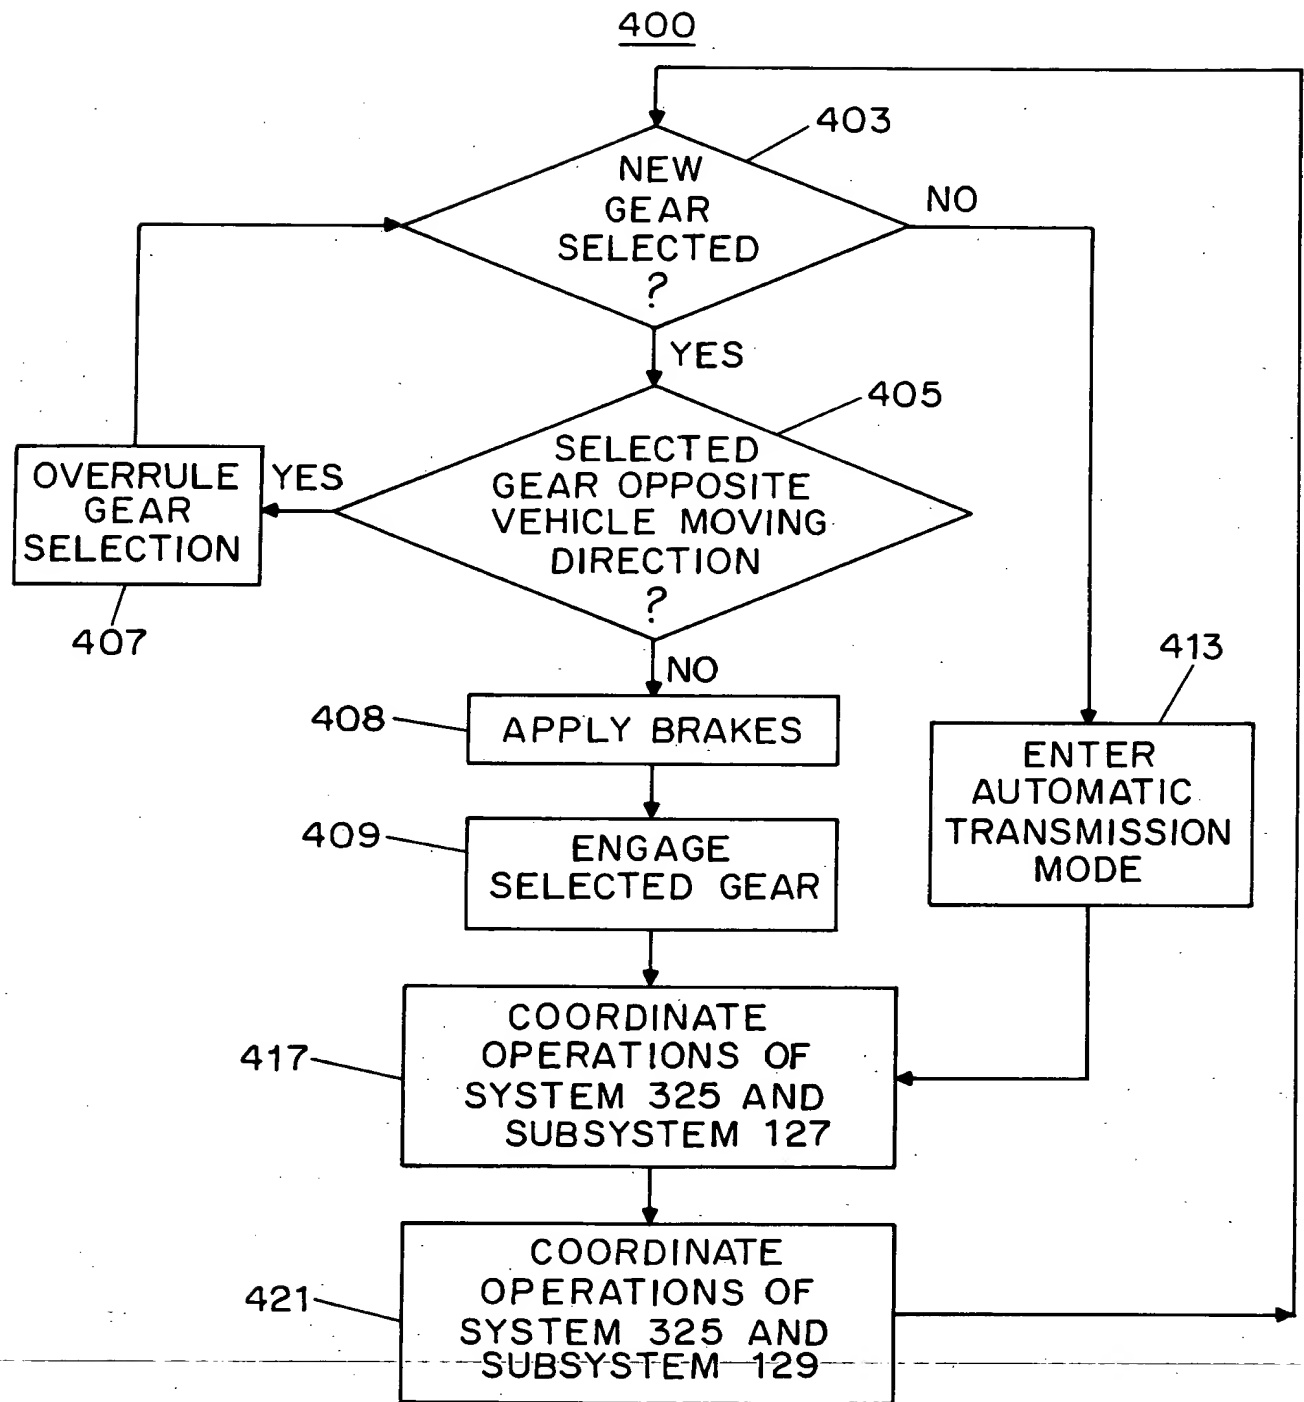 400
403
NEW
GEAR
SELECTED
?
NO
YES
405
SELECTED
GEAR OPPOSITE
VEHICLE MOVING
DIRECTION
?
YES
OVERRULE
GEAR
SELECTION
407
NO
408
APPLY BRAKES
413
ENTER
AUTOMATIC
TRANSMISSION
MODE
409
ENGAGE
SELECTED GEAR
417
COORDINATE
OPERATIONS OF
SYSTEM 325 AND
SUBSYSTEM 127
421
COORDINATE
OPERATIONS OF
SYSTEM 325 AND
SUBSYSTEM 129